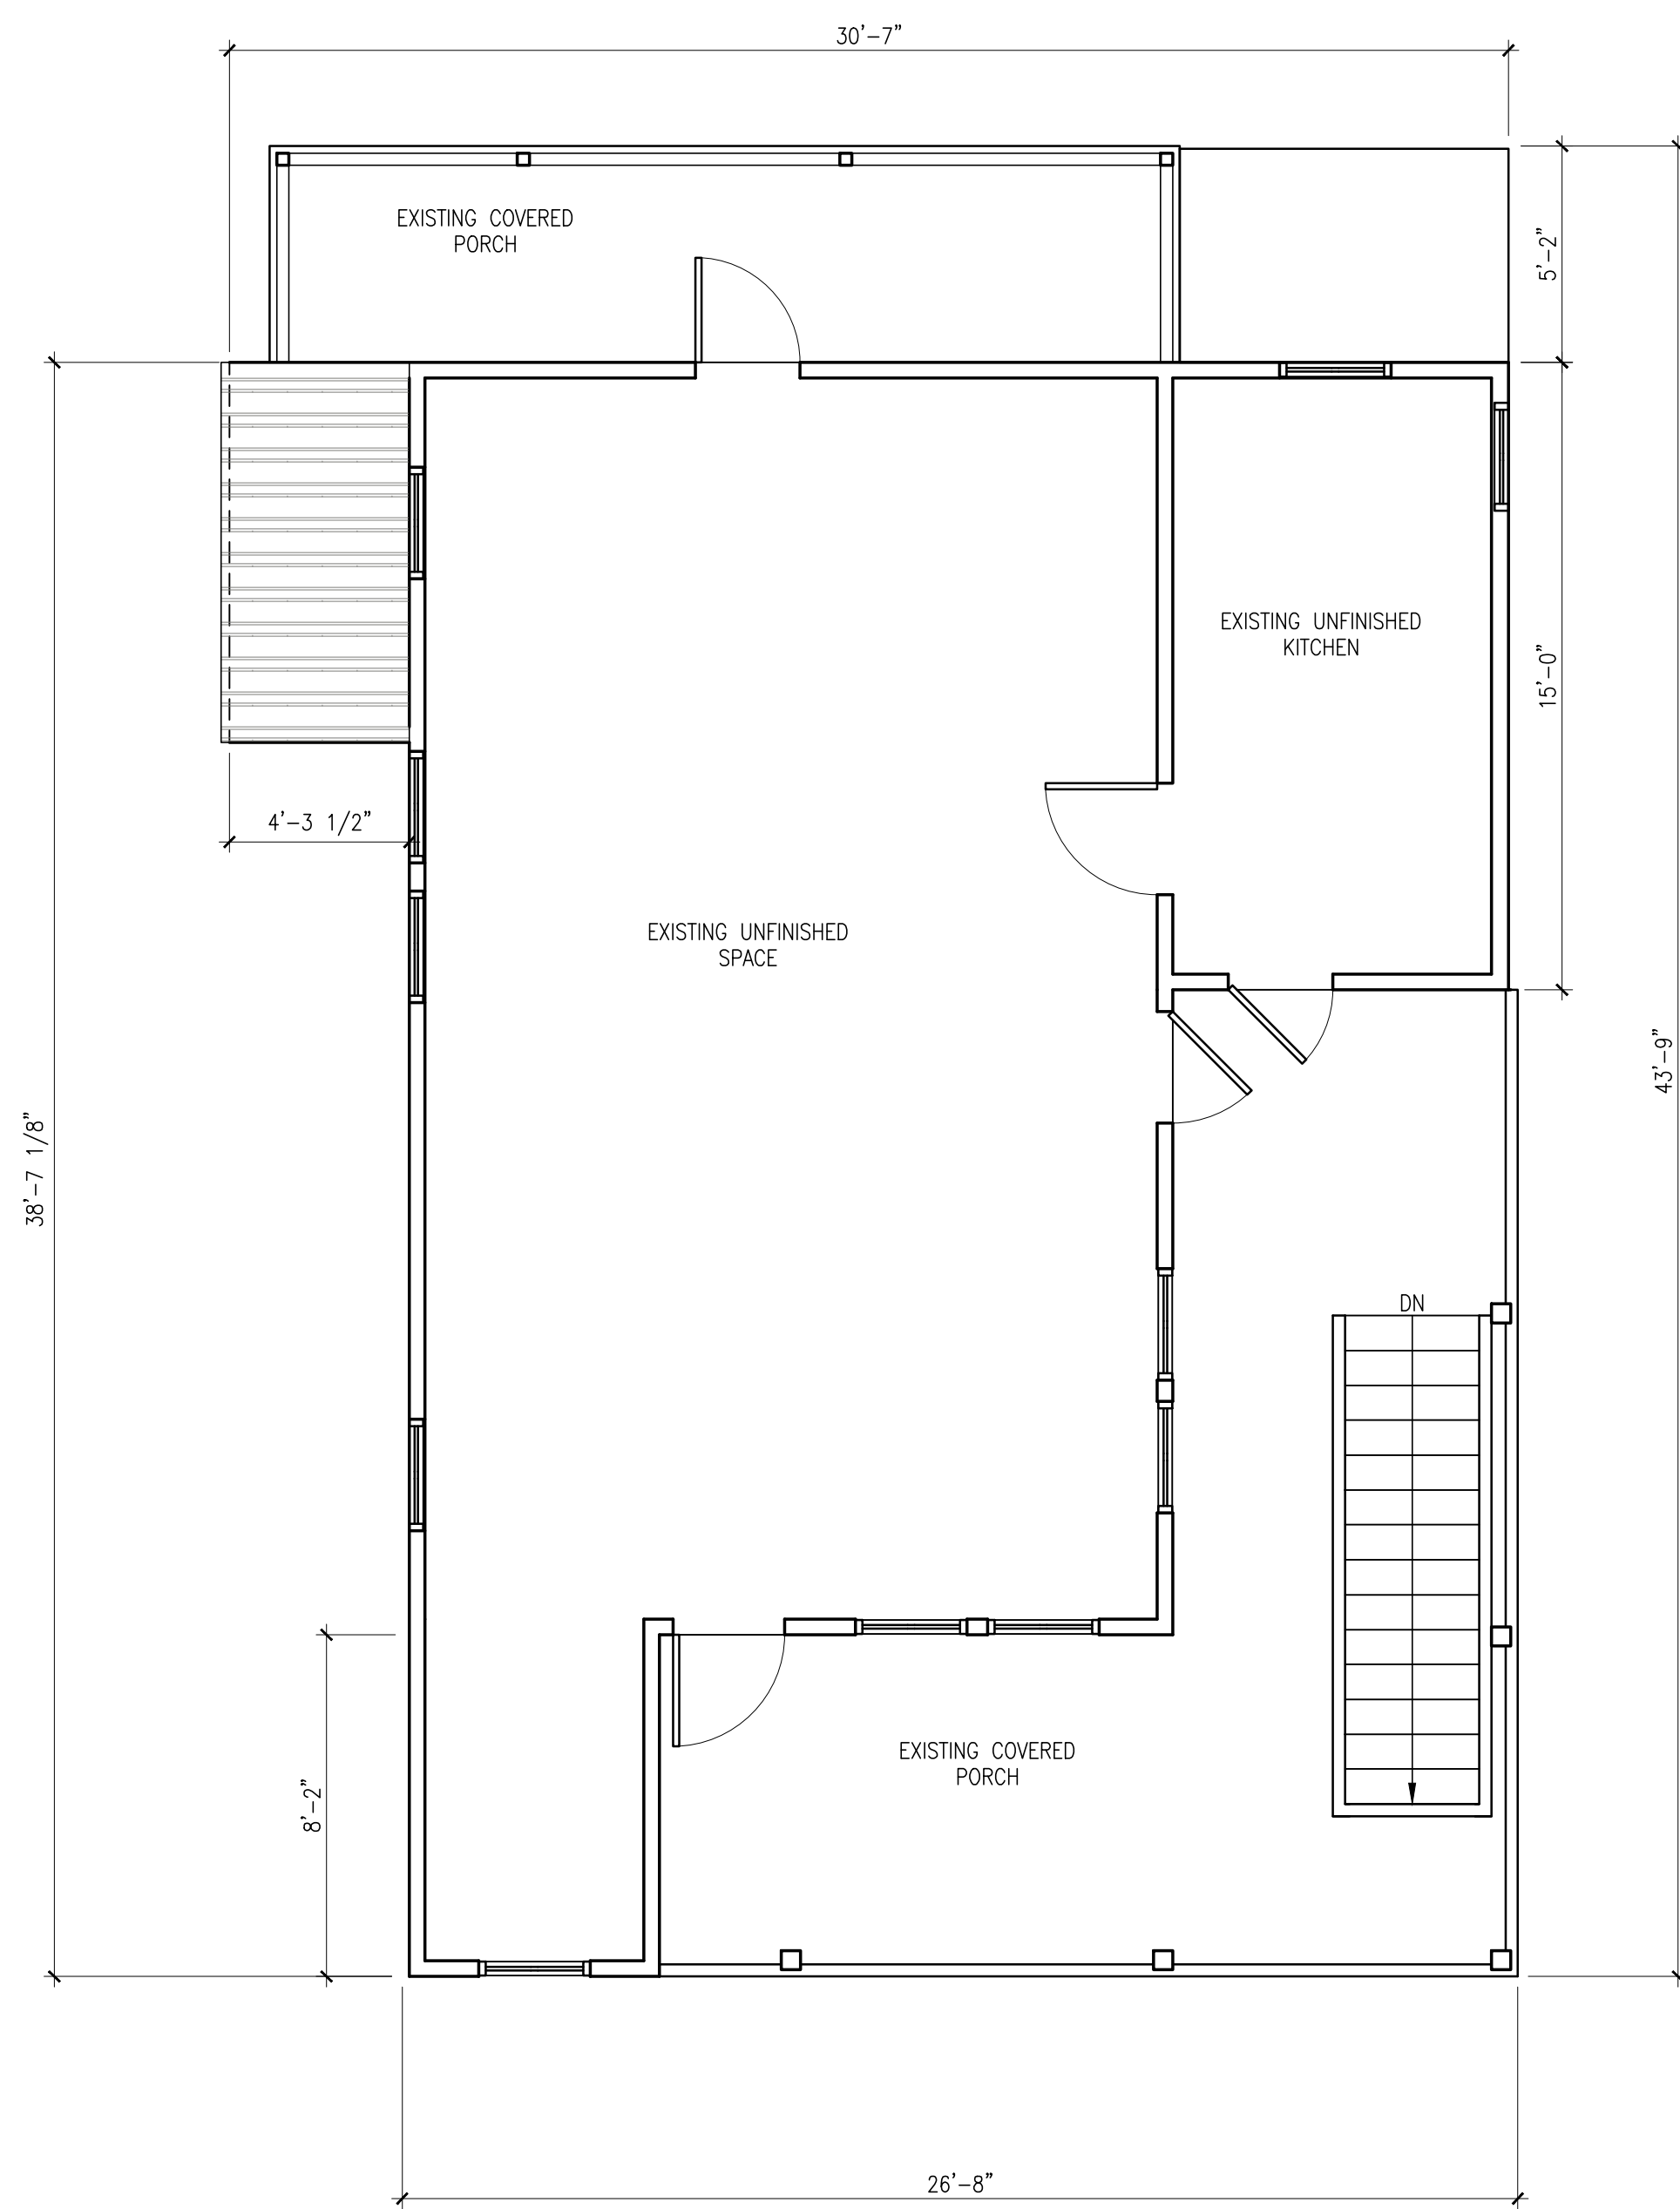 30'-7"
EXISTING COVERED
PORCH
5'-2"
EXISTING UNFINISHED
KITCHEN
15'-0"
4'-3 1/2"
EXISTING UNFINISHED
SPACE
43'-9"
38'-7 1/8"
DN
EXISTING COVERED
PORCH
8'-2"
26'-8"